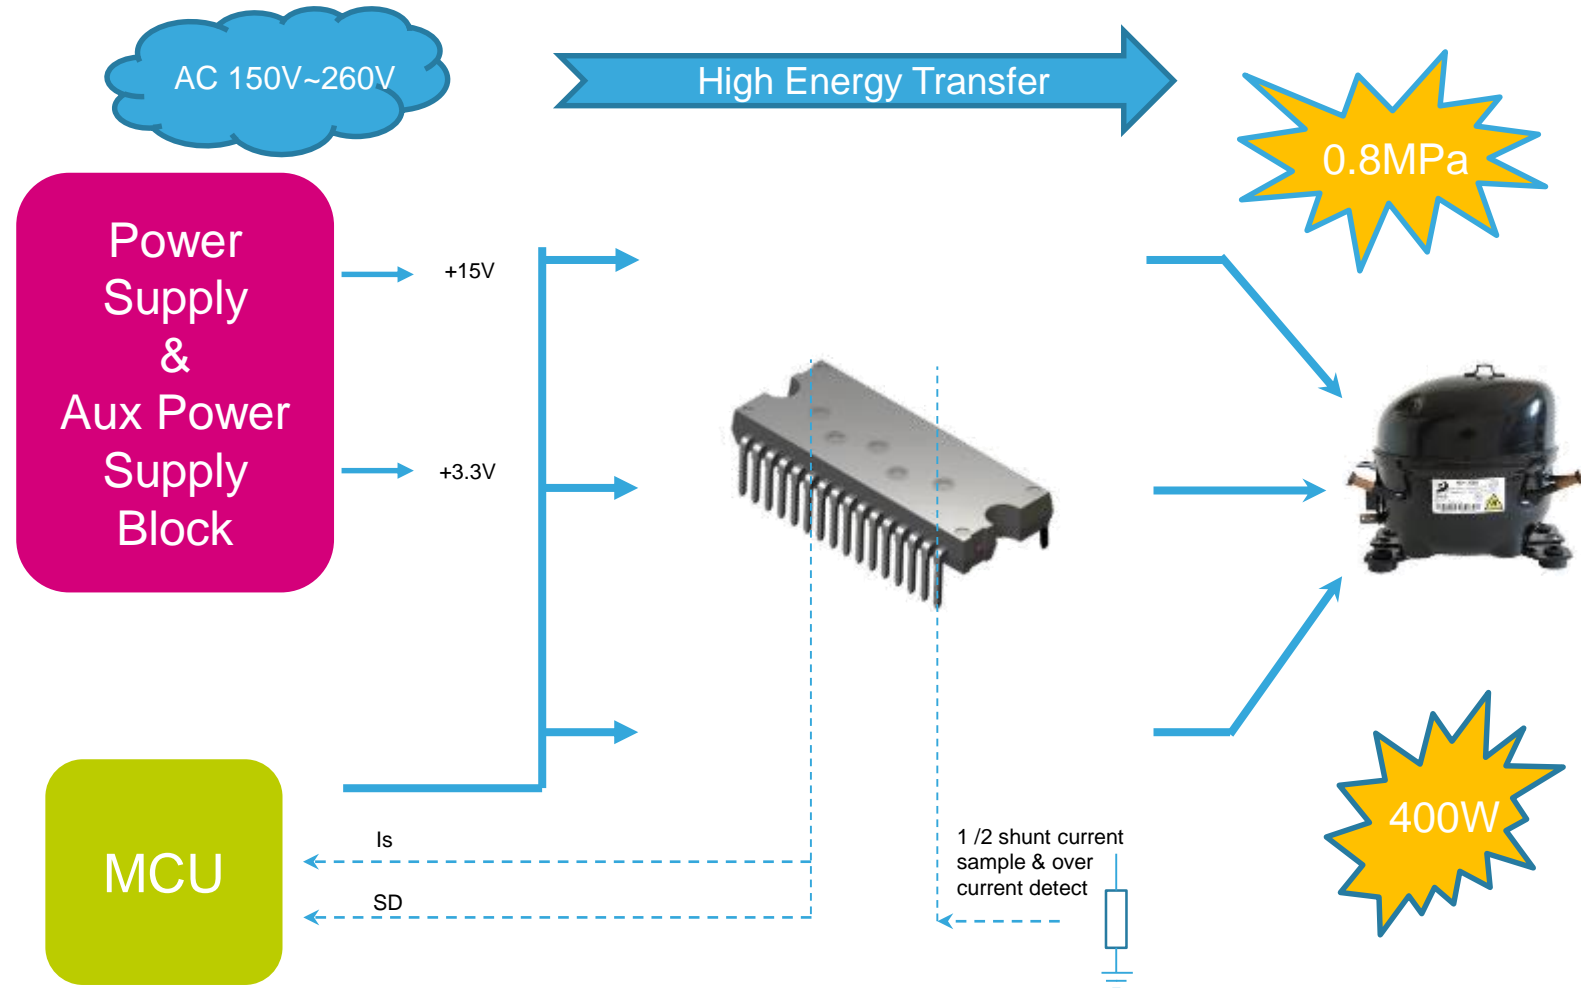 AC 150V~260V
High Energy Transfer
0.8MPa
Power
Supply
&
Aux Power
Supply
Block
+15V
+3.3V
MCU
Is
SD
1 /2 shunt current
sample & over
current detect
400W